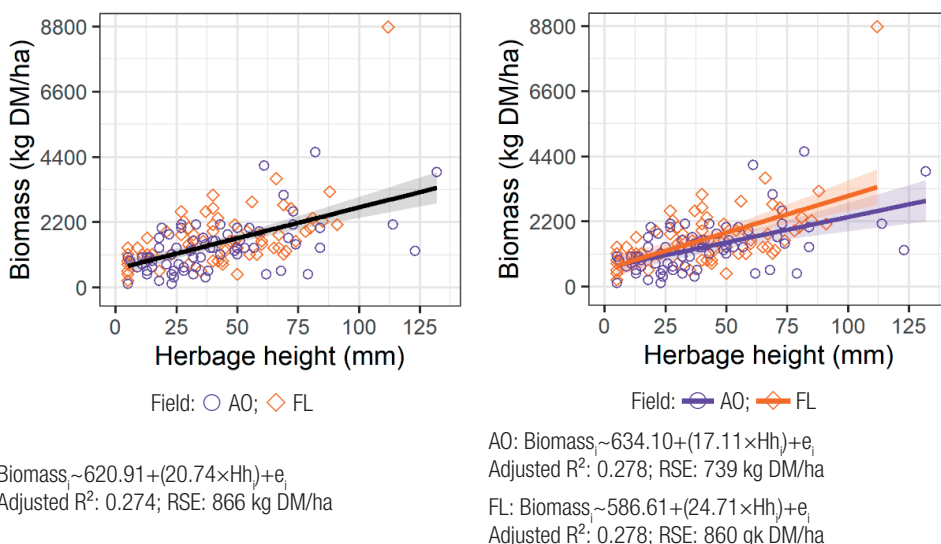 8800
6600
4400
2200
0
Biomass (kg DM/ha)
0 25 50 75 100 125
Herbage height (mm)
Field: AO; FL
Biomassᵢ~620.91+(20.74×Hhᵢ)+eᵢ
Adjusted R²: 0.274; RSE: 866 kg DM/ha
8800
6600
4400
2200
0
Biomass (kg DM/ha)
0 25 50 75 100 125
Herbage height (mm)
Field: AO; FL
AO: Biomassᵢ~634.10+(17.11×Hhᵢ)+eᵢ
Adjusted R²: 0.278; RSE: 739 kg DM/ha
FL: Biomassᵢ~586.61+(24.71×Hhᵢ)+eᵢ
Adjusted R²: 0.278; RSE: 860 gk DM/ha